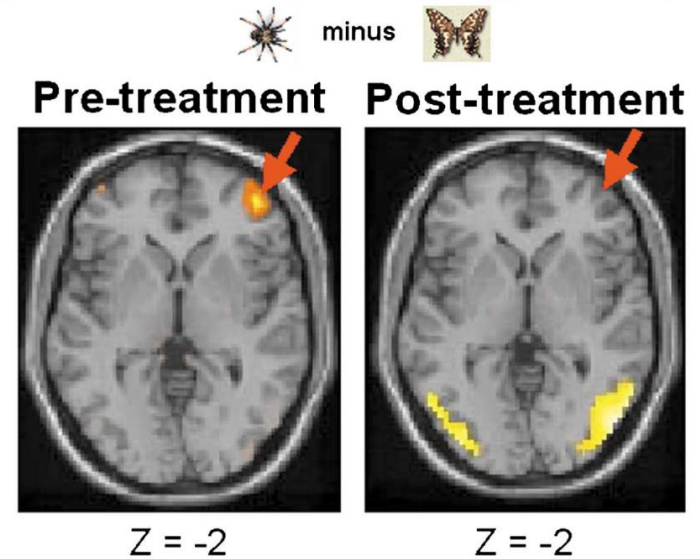 minus
Pre-treatment Post-treatment
Z = -2 Z = -2